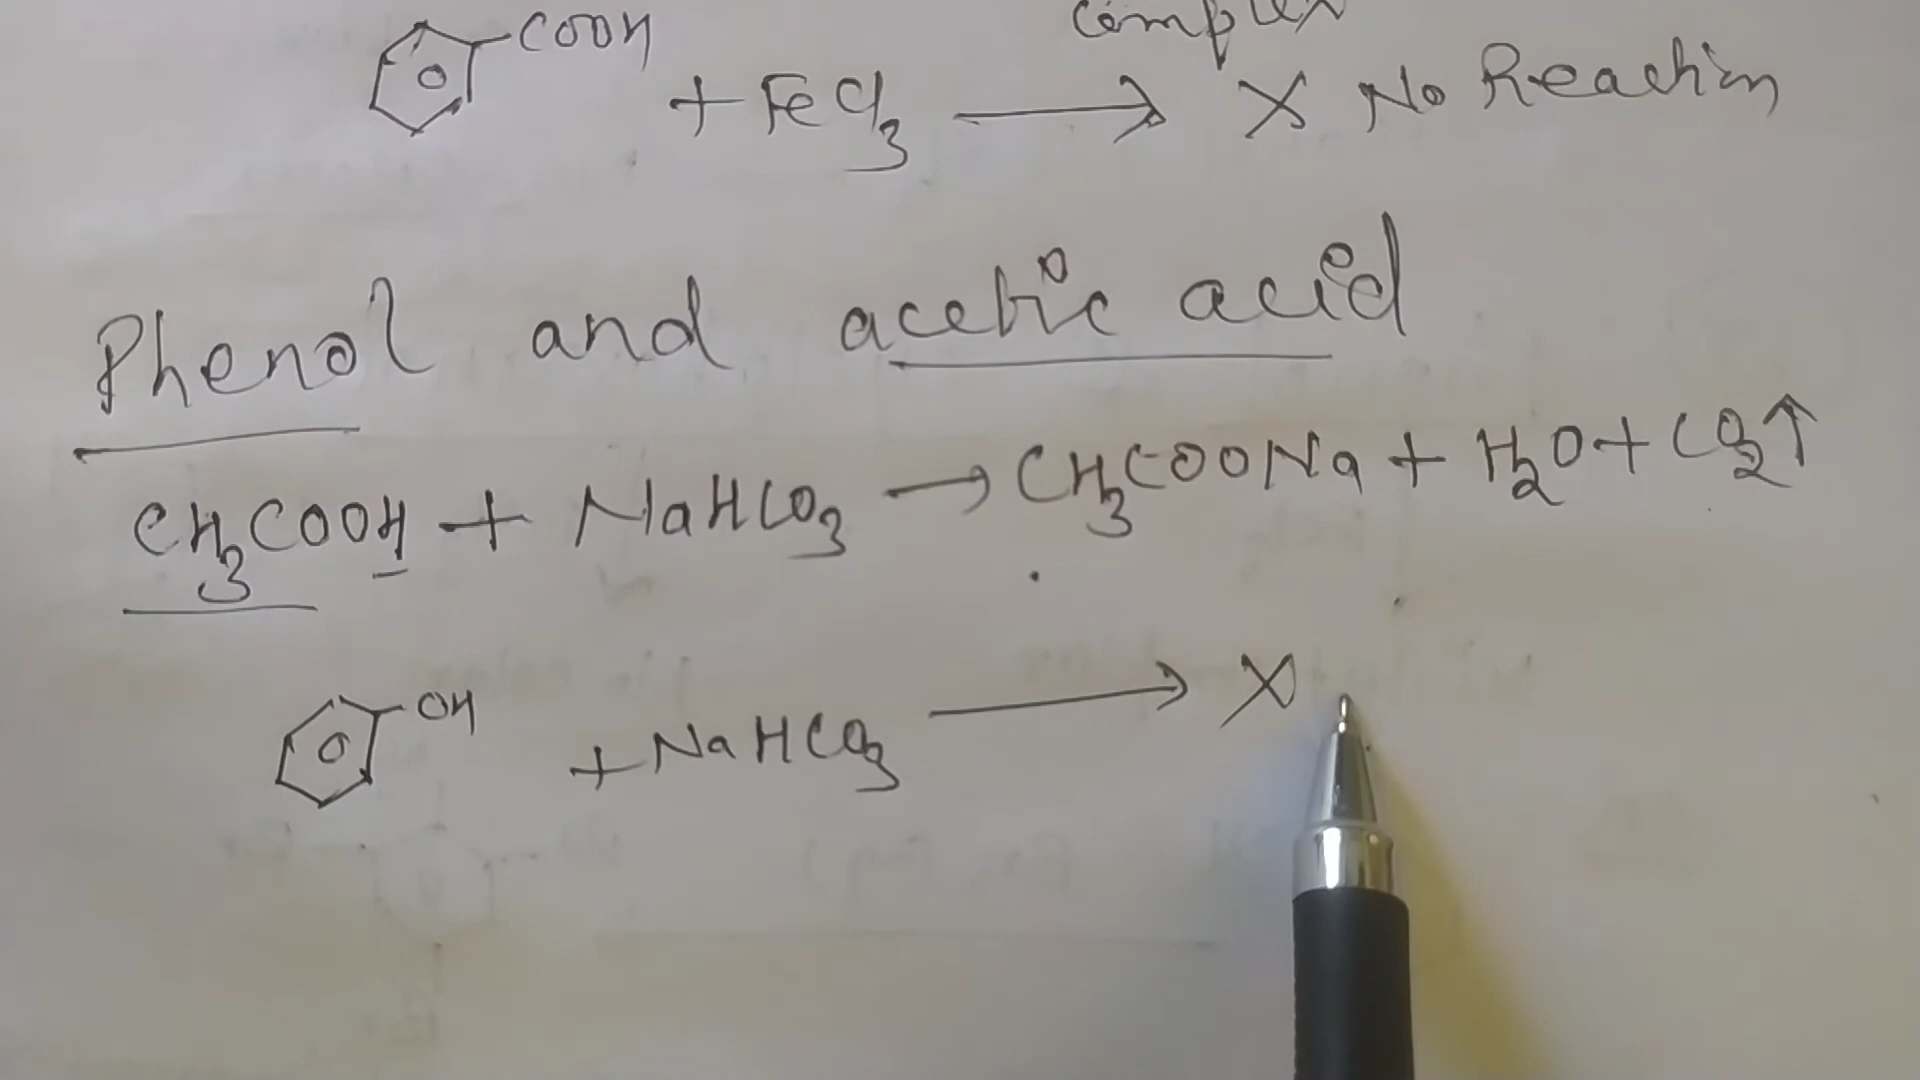 Complex
COOH + FeCl3 → X No Reaction
Phenol and acetic acid
CH3COOH + NaHCO3 → CH3COONa + H2O + CO2↑
OH + NaHCO3 → X